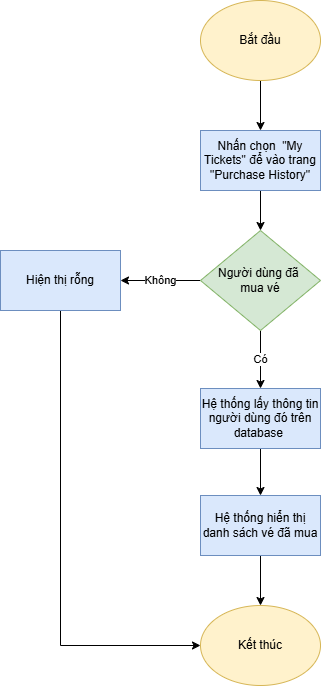 Bắt đầu
Nhấn chọn "My
Tickets" để vào trang
"Purchase History"
Người dùng đã
mua vé
Không
Hiện thị rỗng
Có
Hệ thống lấy thông tin
người dùng đó trên
database
Hệ thống hiển thị
danh sách vé đã mua
Kết thúc